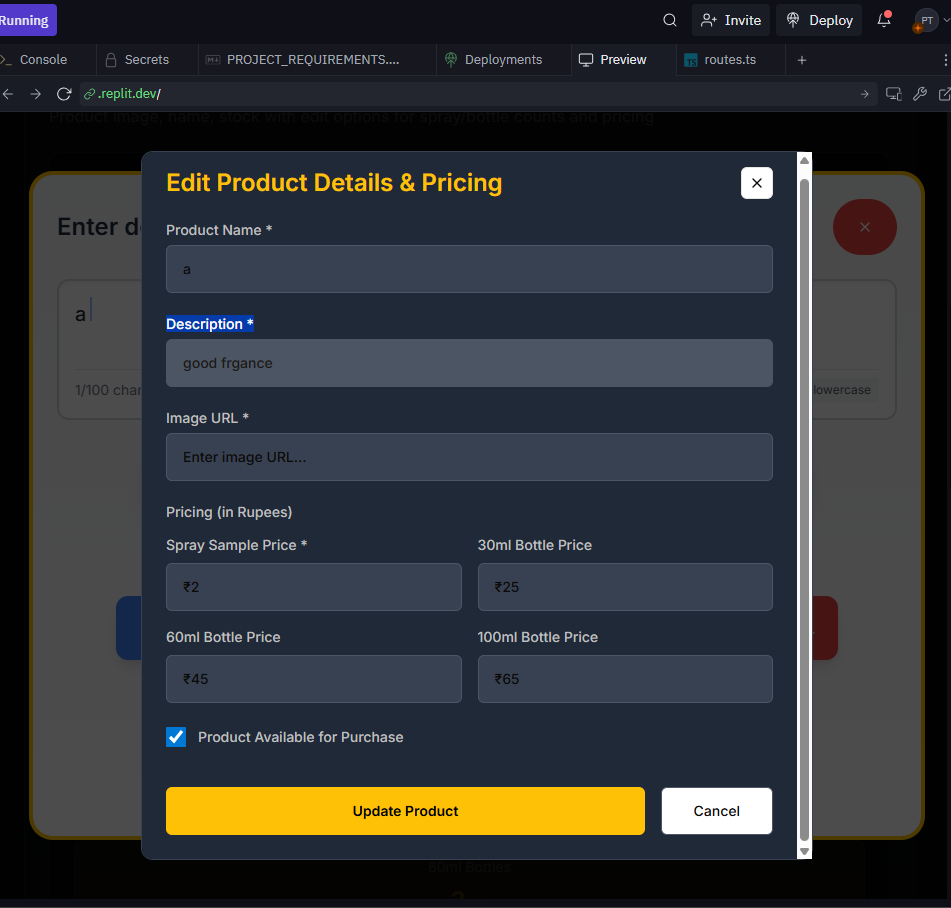 Running
Invite
Deploy
PT
Console
Secrets
PROJECT_REQUIREMENTS....
Deployments
Preview
TS routes.ts
.replit.dev/
Product image, name, stock with edit options for spray/bottle counts and pricing
Enter d
a
1/100 char
lowercase
Edit Product Details & Pricing
Product Name *
a
Description *
good frgance
Image URL *
Enter image URL...
Pricing (in Rupees)
Spray Sample Price *
30ml Bottle Price
₹2
₹25
60ml Bottle Price
100ml Bottle Price
₹45
₹65
Product Available for Purchase
Update Product
Cancel
60ml Bottles